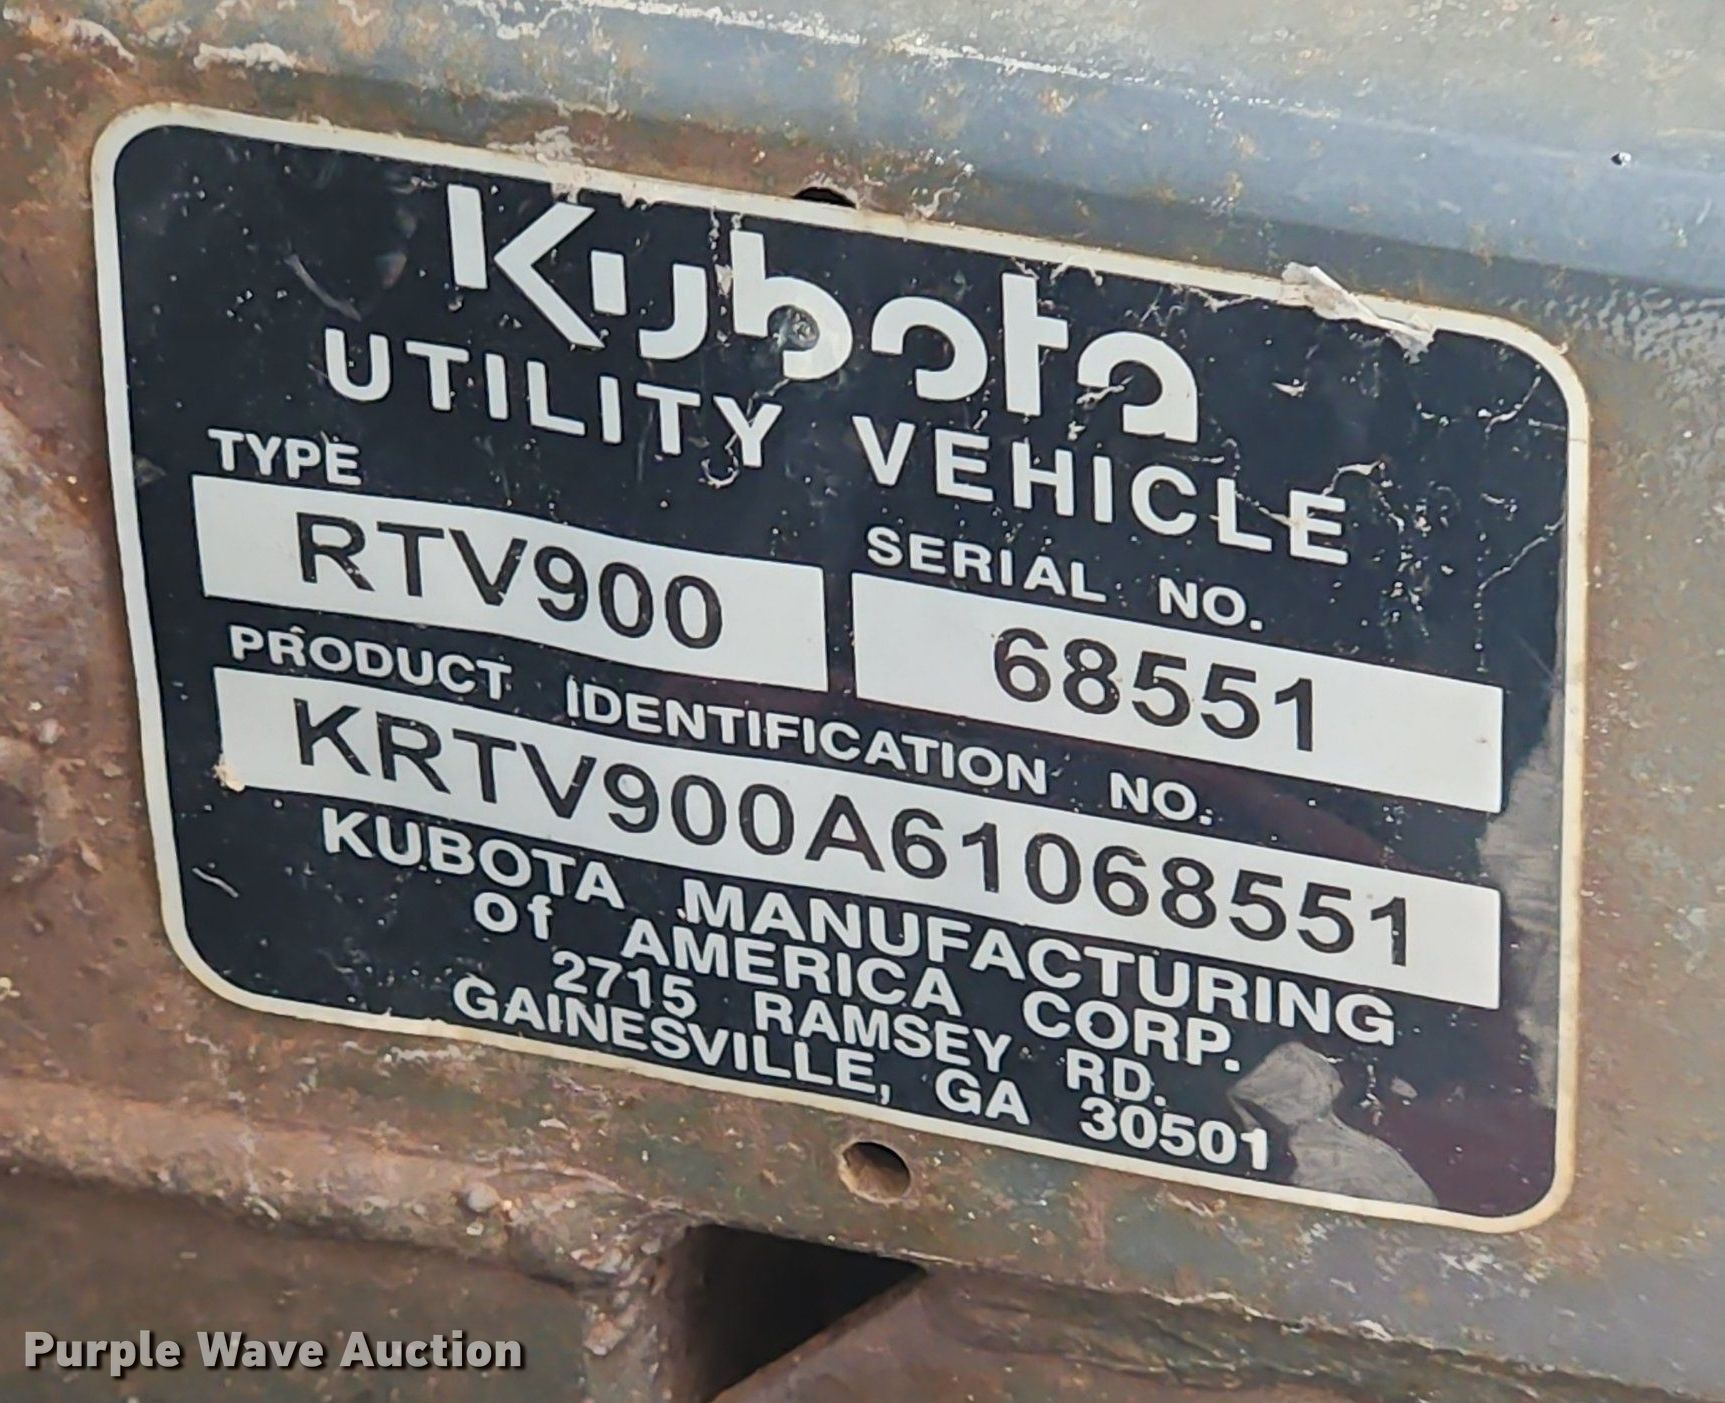 Kubota
UTILITY VEHICLE
TYPE
SERIAL NO.
RTV900
68551
PRODUCT IDENTIFICATION NO.
KRTV900A61068551
KUBOTA MANUFACTURING
Of AMERICA CORP.
2715 RAMSEY RD.
GAINESVILLE, GA 30501
Purple Wave Auction